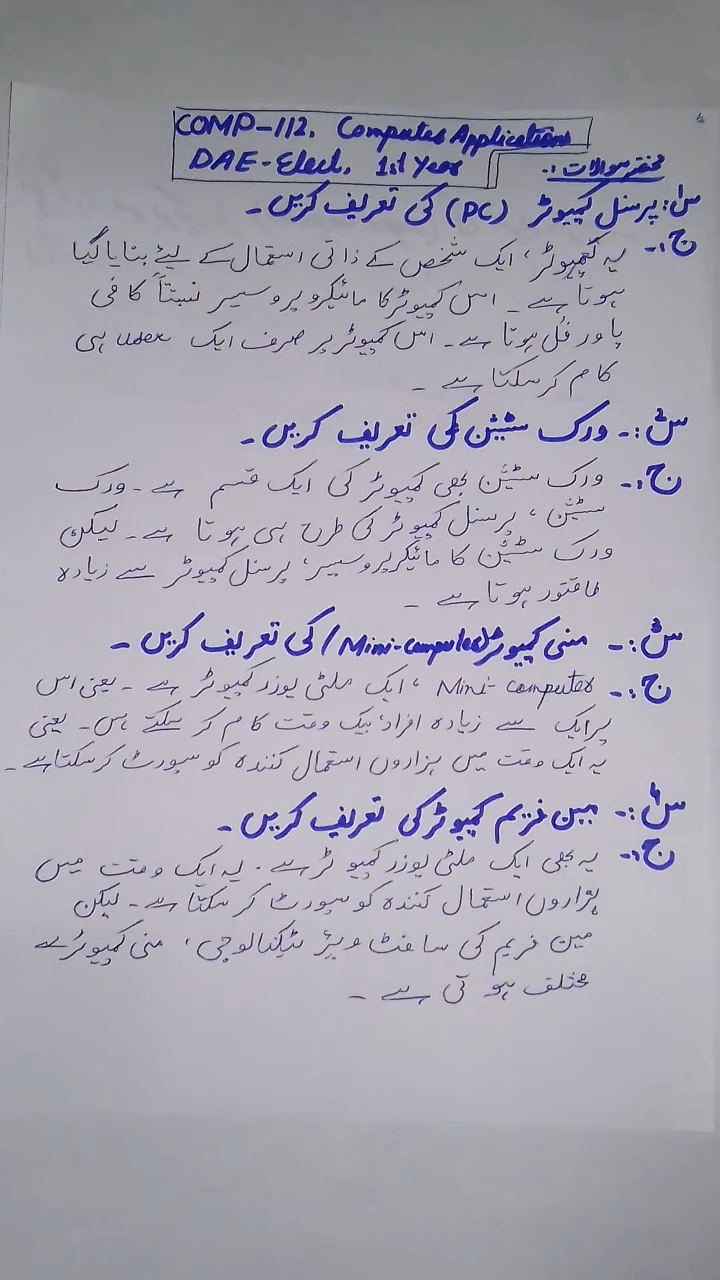 COMP-112. Computer Applications
DAE-Elect. 1st Year
مختصر سوالات:۔
س۱: پرسنل کمپیوٹر (PC) کی تعریف کریں۔
ج:۔ یہ کمپیوٹر، ایک شخص کے ذاتی استعمال کے لیئے بنایا گیا
ہوتا ہے۔ اس کمپیوٹر کا مائیکرو پروسیسر نسبتاً کافی
پاور فُل ہوتا ہے۔ اس کمپیوٹر پر صرف ایک user ہی
کام کر سکتا ہے۔
س۲:۔ ورک سٹیشن کی تعریف کریں۔
ج:۔ ورک سٹیشن بھی کمپیوٹر کی ایک قسم ہے۔ ورک
سٹیشن، پرسنل کمپیوٹر کی طرح ہی ہوتا ہے۔ لیکن
ورک سٹیشن کا مائیکروپروسیسر، پرسنل کمپیوٹر سے زیادہ
طاقتور ہوتا ہے۔
س۳:۔ منی کمپیوٹر (Mini-computer) کی تعریف کریں۔
ج:۔ Mini-computer، ایک ملٹی یوزر کمپیوٹر ہے۔ یعنی اس
پر ایک سے زیادہ افراد بیک وقت کام کر سکتے ہیں۔ یعنی
یہ ایک وقت میں ہزاروں استعمال کنندہ کو سپورٹ کر سکتا ہے۔
س۴:۔ مین فریم کمپیوٹر کی تعریف کریں۔
ج:۔ یہ بھی ایک ملٹی یوزر کمپیوٹر ہے۔ یہ ایک وقت میں
ہزاروں استعمال کنندہ کو سپورٹ کر سکتا ہے۔ لیکن
مین فریم کی سافٹ ویئر ٹیکنالوجی، منی کمپیوٹر سے
مختلف ہوتی ہے۔